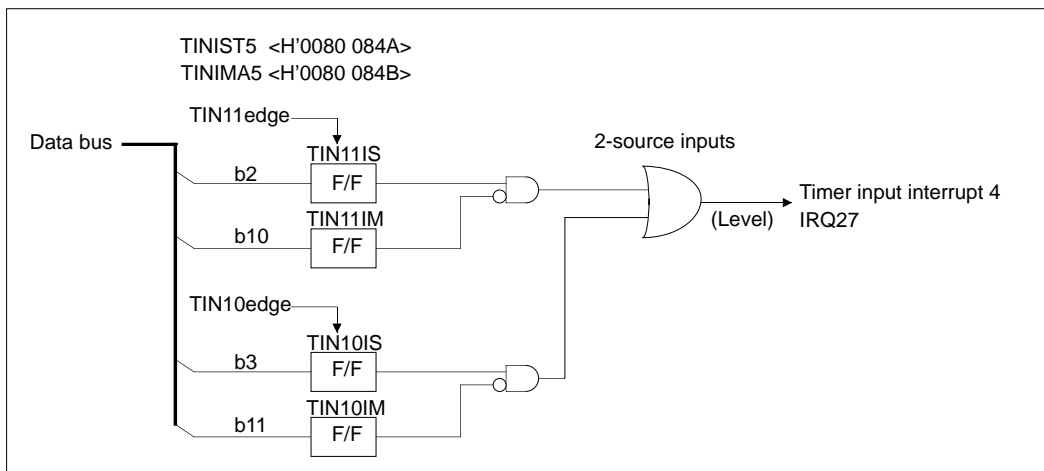 TINIST5 <H'0080 084A>
TINIMA5 <H'0080 084B>
TIN11edge
Data bus
TIN11IS
2-source inputs
b2
F/F
Timer input interrupt 4
TIN11IM
(Level)
IRQ27
b10
F/F
TIN10edge
TIN10IS
b3
F/F
TIN10IM
b11
F/F